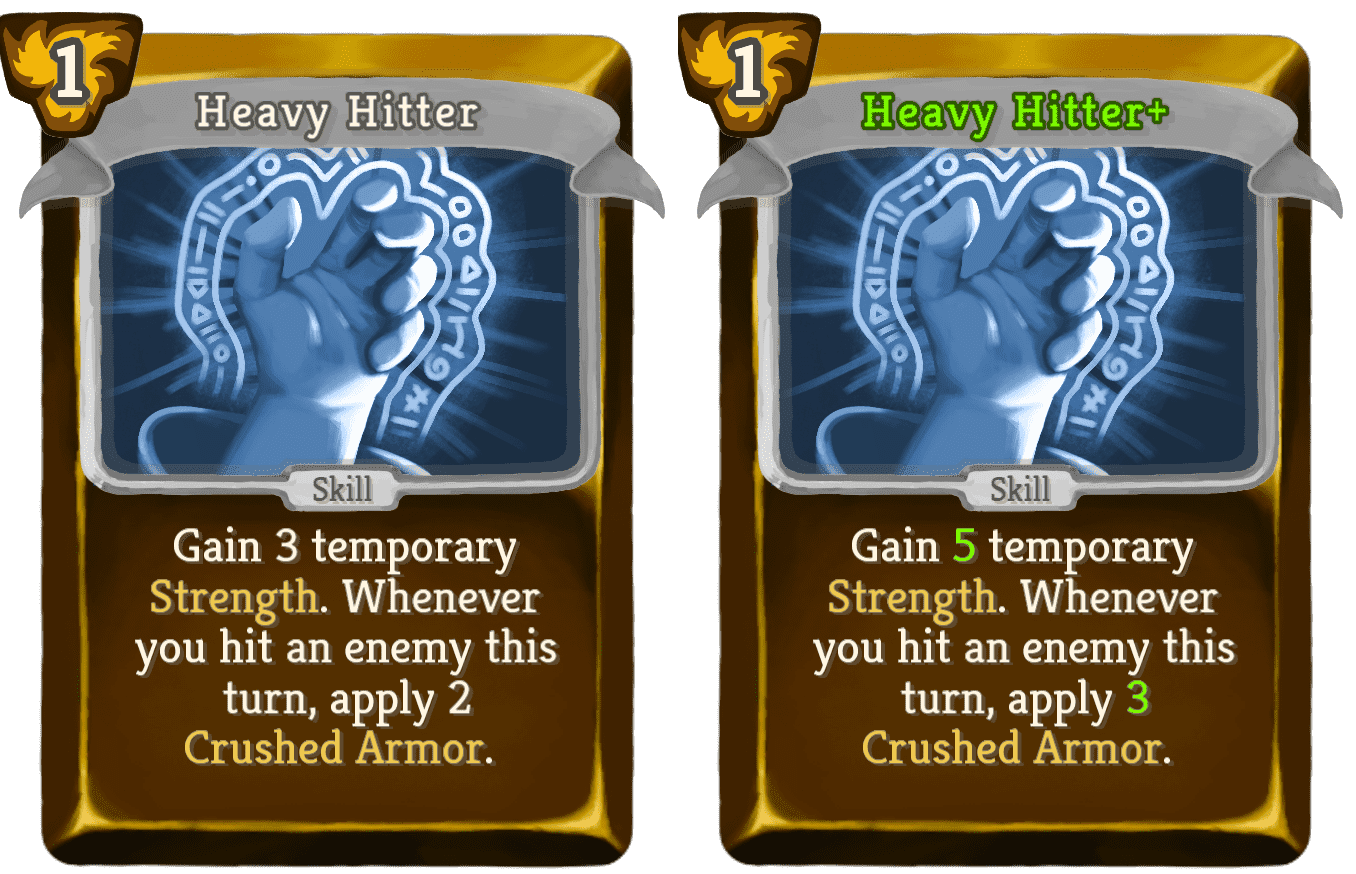 1
Heavy Hitter
Skill
Gain 3 temporary
Strength. Whenever
you hit an enemy this
turn, apply 2
Crushed Armor.
1
Heavy Hitter+
Skill
Gain 5 temporary
Strength. Whenever
you hit an enemy this
turn, apply 3
Crushed Armor.